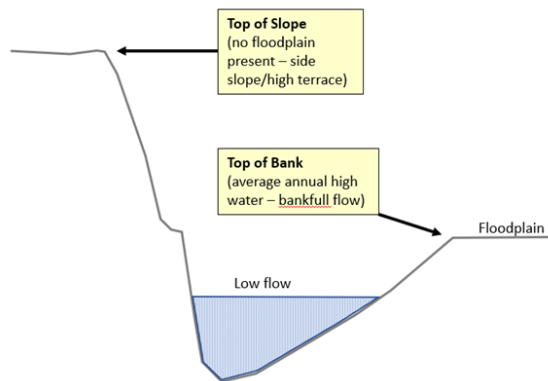 Top of Slope
(no floodplain
present – side
slope/high terrace)
Top of Bank
(average annual high
water – bankfull flow)
Floodplain
Low flow